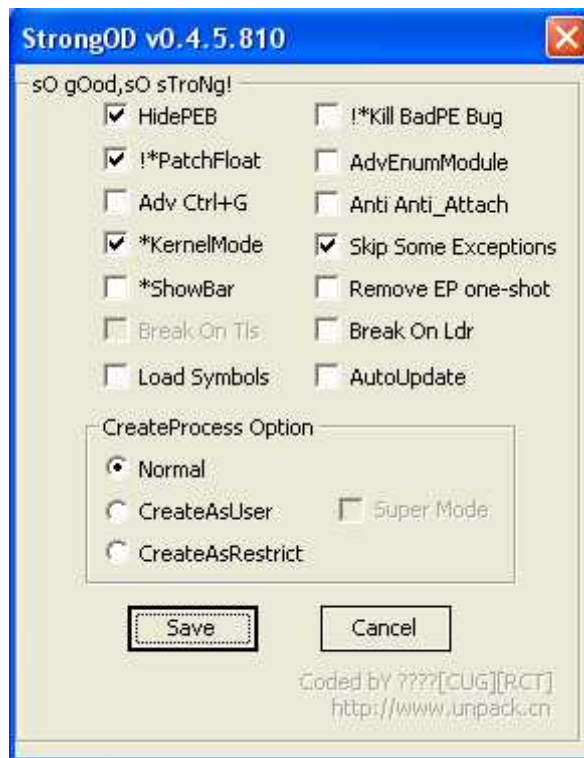 StrongOD v0.4.5.810
sO gOod,sO sTroNg!
HidePEB
!*Kill BadPE Bug
!*PatchFloat
AdvEnumModule
Adv Ctrl+G
Anti Anti_Attach
*KernelMode
Skip Some Exceptions
*ShowBar
Remove EP one-shot
Break On Tls
Break On Ldr
Load Symbols
AutoUpdate
CreateProcess Option
Normal
CreateAsUser
Super Mode
CreateAsRestrict
Save
Cancel
Coded bY ????[CUG][RCT]
http://www.unpack.cn